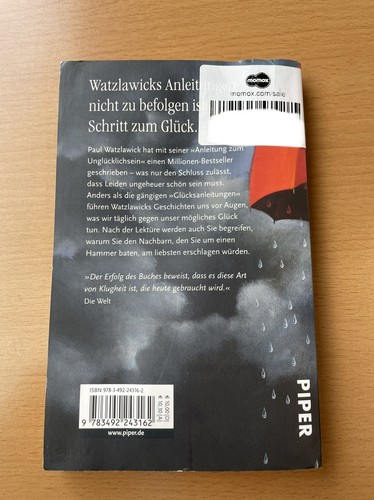 Watzlawicks Anleitung
nicht zu befolgen is
Schritt zum Glück.
momox
momox.com/sale
Paul Watzlawick hat mit seiner »Anleitung zum
Unglücklichsein« einen Millionen-Bestseller
geschrieben – was nur den Schluss zulässt,
dass Leiden ungeheuer schön sein muss.
Anders als die gängigen »Glücksanleitungen«
führen Watzlawicks Geschichten uns vor Augen,
was wir täglich gegen unser mögliches Glück
tun. Nach der Lektüre werden auch Sie begreifen,
warum Sie den Nachbarn, den Sie um einen
Hammer baten, am liebsten erschlagen würden.
»Der Erfolg des Buches beweist, dass es diese Art
von Klugheit ist, die heute gebraucht wird.«
Die Welt
ISBN 978-3-492-24316-2
€ 10,00 [D]
€ 10,30 [A]
9 783492 243162
www.piper.de
PIPER